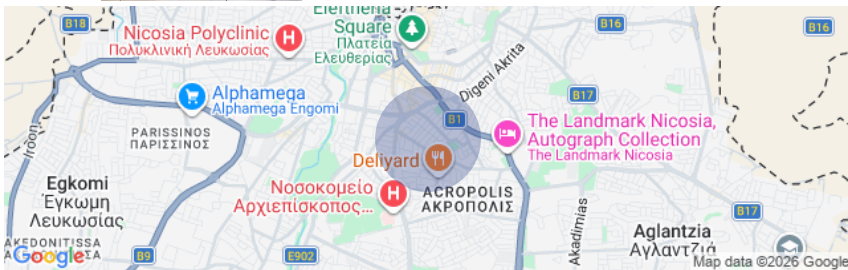 B18
Nicosia Polyclinic
Πολυκλινική Λευκωσίας
Eleftheria
Square
Πλατεία
Ελευθερίας
B16
B16
Digeni Akrita
Alphamega
Alphamega Engomi
B17
B1
The Landmark Nicosia,
Autograph Collection
The Landmark Nicosia
PARISSINOS
ΠΑΡΙΣΣΙΝΟΣ
Iroon
Deliyard
Egkomi
Έγκωμη
Λευκωσίας
Νοσοκομείο
Αρχιεπίσκοπος...
ACROPOLIS
ΑΚΡΟΠΟΛΙΣ
Akadimias
B17
Aglantzia
Αγλαντζιά
AKEDONITISSA
Google
B9
E902
Map data ©2026 Google